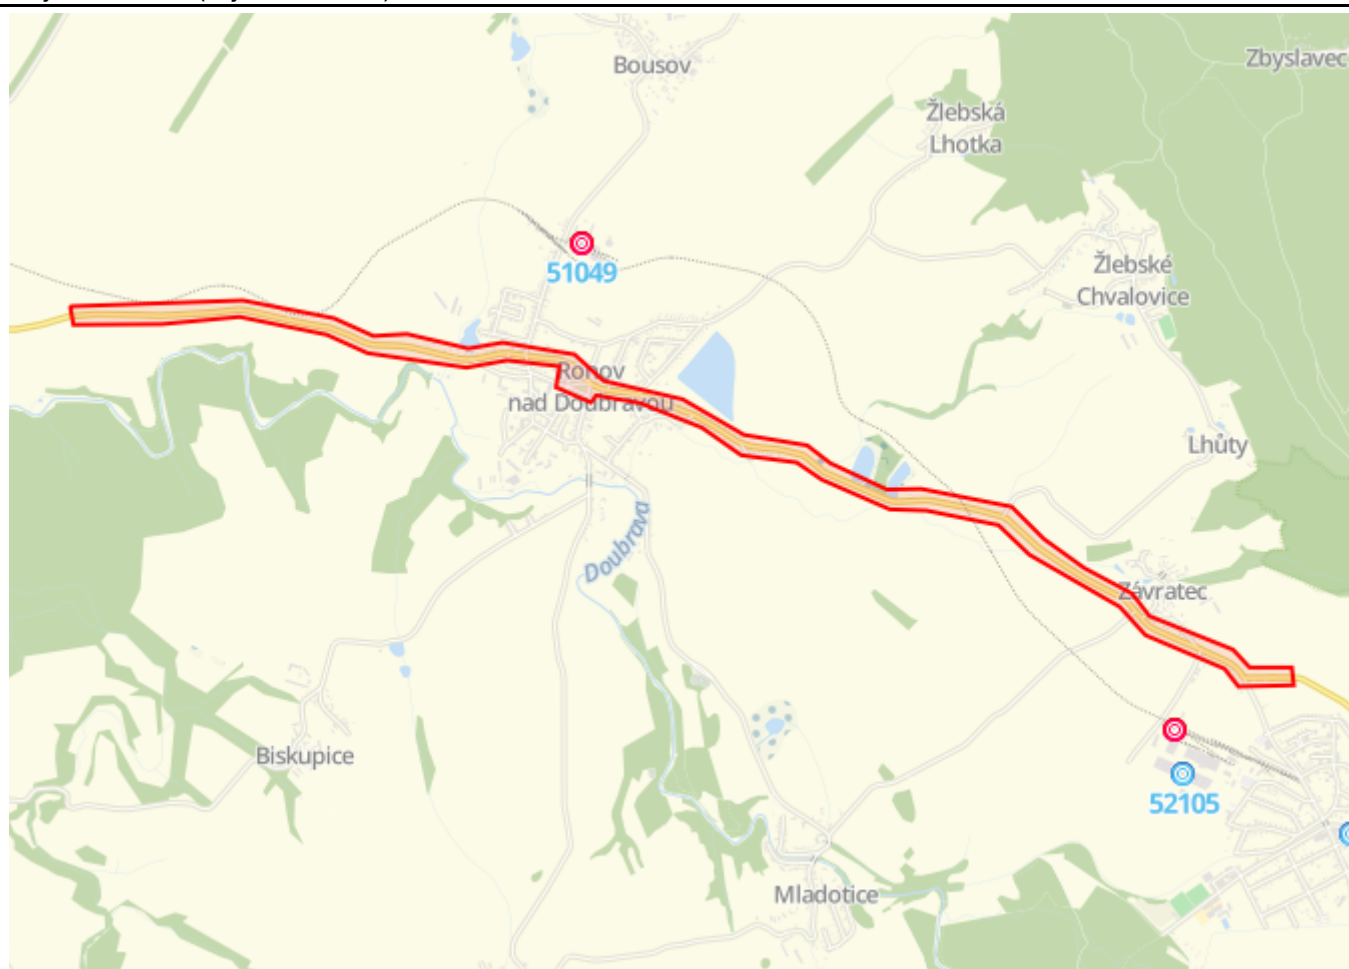 Bousov
Zbyslavec
Žlebská
Lhotka
51049
Žlebské
Chvalovice
Ronov
nad Doubravou
Lhůty
Doubrava
Závratec
Biskupice
52105
Mladotice